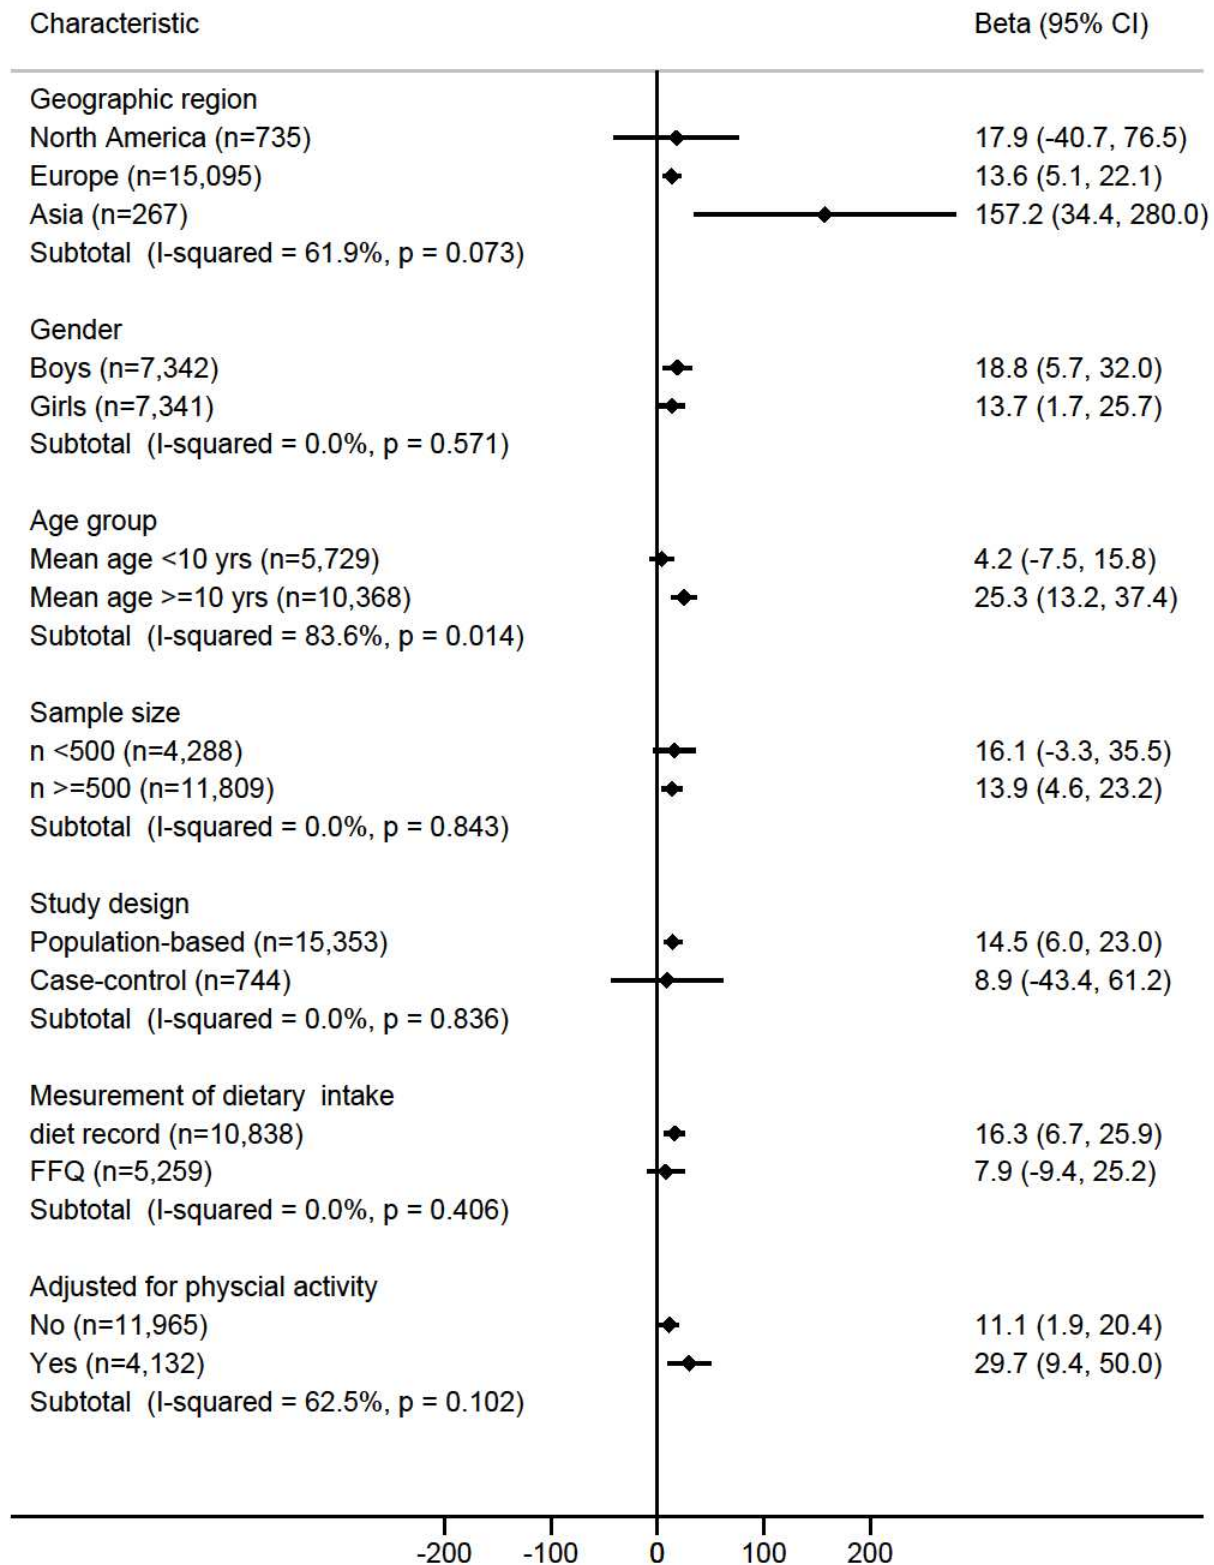 Characteristic Beta (95% CI)
Geographic region
North America (n=735) 17.9 (-40.7, 76.5)
Europe (n=15,095) 13.6 (5.1, 22.1)
Asia (n=267) 157.2 (34.4, 280.0)
Subtotal (I-squared = 61.9%, p = 0.073)
Gender
Boys (n=7,342) 18.8 (5.7, 32.0)
Girls (n=7,341) 13.7 (1.7, 25.7)
Subtotal (I-squared = 0.0%, p = 0.571)
Age group
Mean age <10 yrs (n=5,729) 4.2 (-7.5, 15.8)
Mean age >=10 yrs (n=10,368) 25.3 (13.2, 37.4)
Subtotal (I-squared = 83.6%, p = 0.014)
Sample size
n <500 (n=4,288) 16.1 (-3.3, 35.5)
n >=500 (n=11,809) 13.9 (4.6, 23.2)
Subtotal (I-squared = 0.0%, p = 0.843)
Study design
Population-based (n=15,353) 14.5 (6.0, 23.0)
Case-control (n=744) 8.9 (-43.4, 61.2)
Subtotal (I-squared = 0.0%, p = 0.836)
Mesurement of dietary intake
diet record (n=10,838) 16.3 (6.7, 25.9)
FFQ (n=5,259) 7.9 (-9.4, 25.2)
Subtotal (I-squared = 0.0%, p = 0.406)
Adjusted for physcial activity
No (n=11,965) 11.1 (1.9, 20.4)
Yes (n=4,132) 29.7 (9.4, 50.0)
Subtotal (I-squared = 62.5%, p = 0.102)
-200 -100 0 100 200